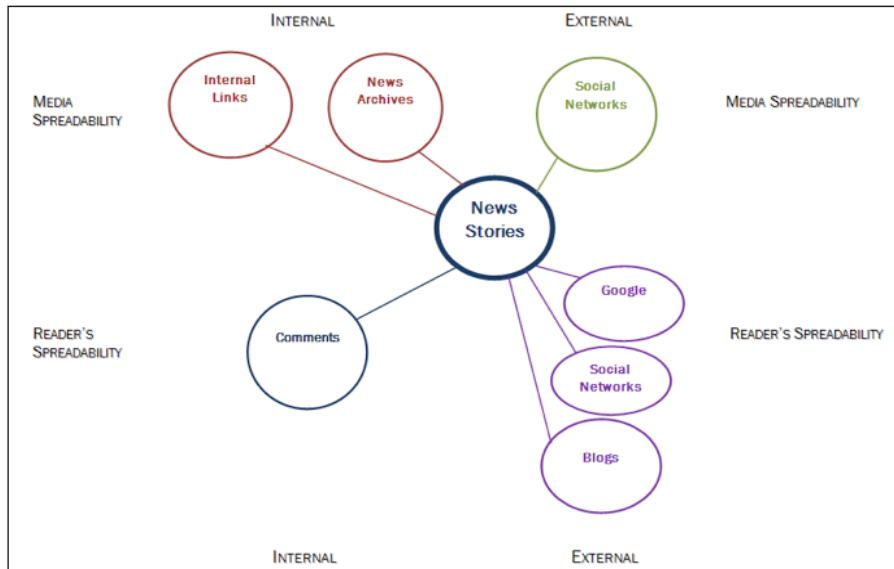 INTERNAL
EXTERNAL
Internal
Links
News
Archives
Social
Networks
MEDIA
SPREADABILITY
MEDIA SPREADABILITY
News
Stories
Google
READER'S
SPREADABILITY
Comments
READER'S SPREADABILITY
Social
Networks
Blogs
INTERNAL
EXTERNAL